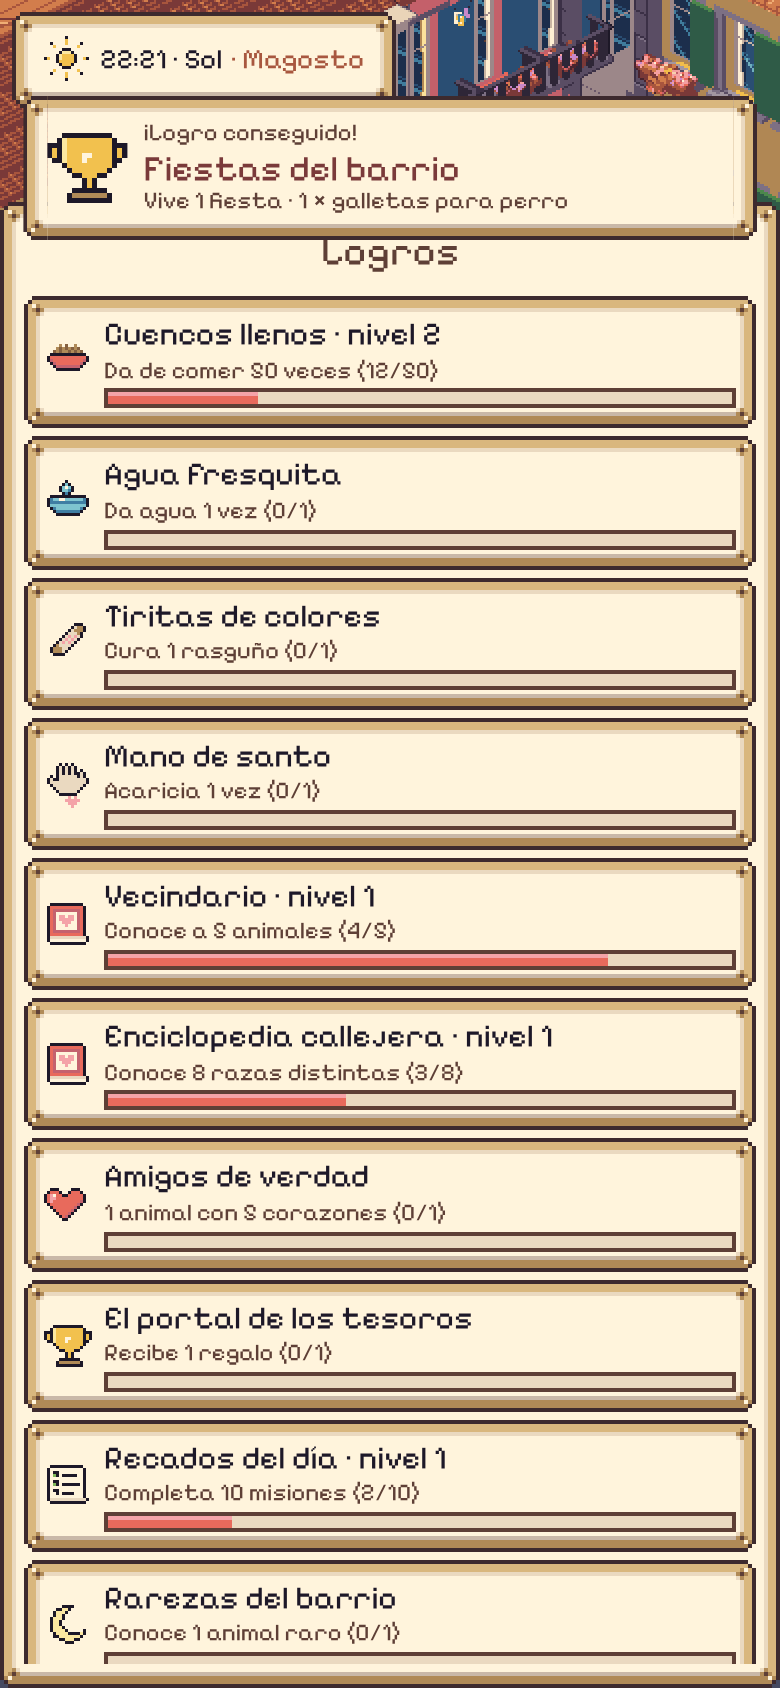 22:21 · Sol · Magosto
¡Logro conseguido!
Fiestas del barrio
Vive 1 fiesta · 1 × galletas para perro
Logros
Cuencos llenos · nivel 2
Da de comer 50 veces (12/50)
Agua fresquita
Da agua 1 vez (0/1)
Tiritas de colores
Cura 1 rasguño (0/1)
Mano de santo
Acaricia 1 vez (0/1)
Vecindario · nivel 1
Conoce a 5 animales (4/5)
Enciclopedia callejera · nivel 1
Conoce 8 razas distintas (3/8)
Amigos de verdad
1 animal con 5 corazones (0/1)
El portal de los tesoros
Recibe 1 regalo (0/1)
Recados del día · nivel 1
Completa 10 misiones (2/10)
Rarezas del barrio
Conoce 1 animal raro (0/1)